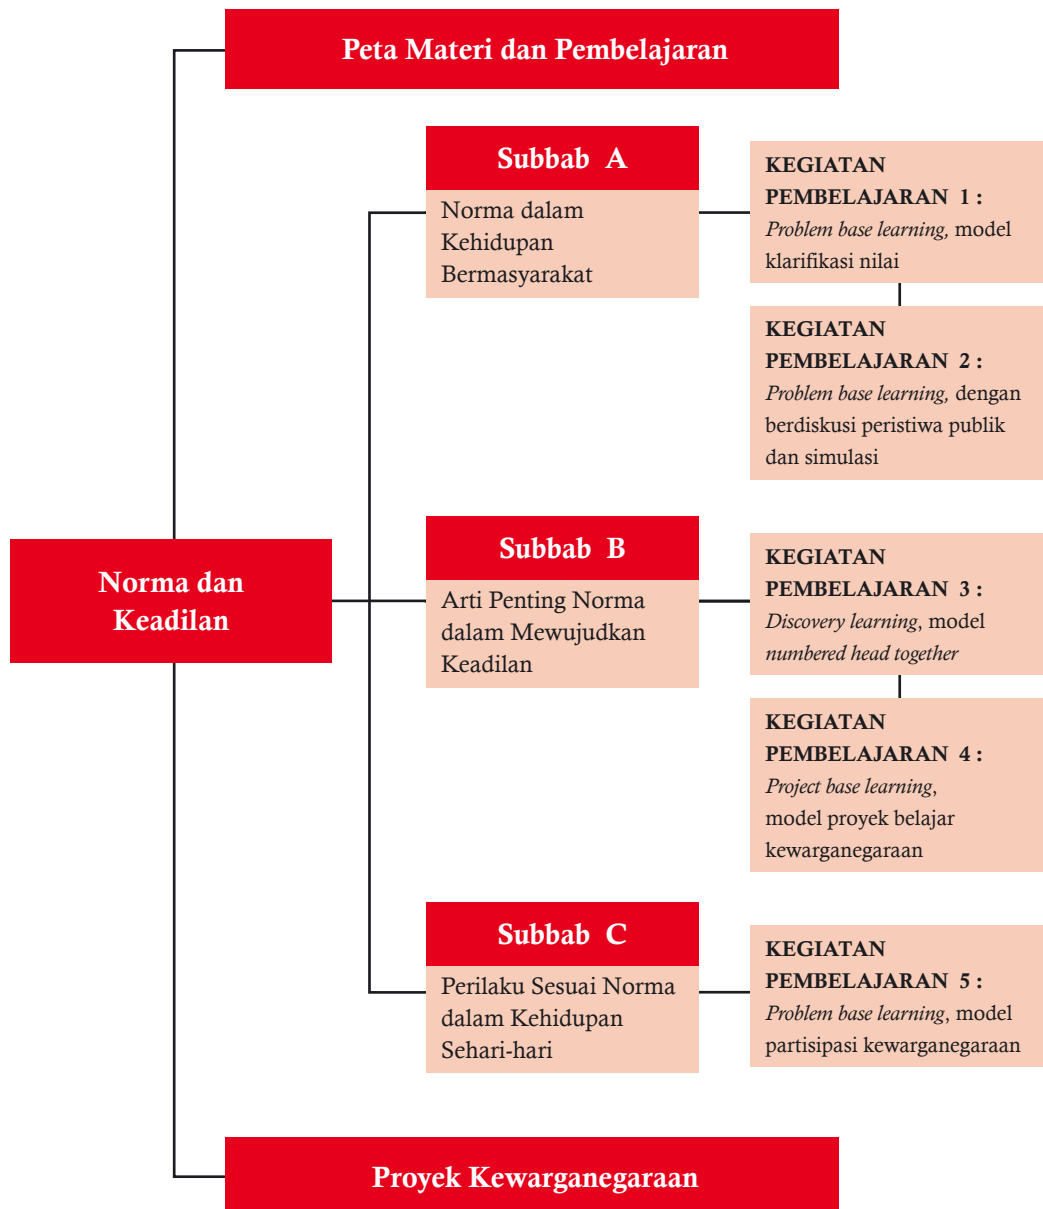 Peta Materi dan Pembelajaran
Subbab A
Norma dalam
Kehidupan
Bermasyarakat
KEGIATAN
PEMBELAJARAN 1 :
Problem base learning, model
klarifikasi nilai
KEGIATAN
PEMBELAJARAN 2 :
Problem base learning, dengan
berdiskusi peristiwa publik
dan simulasi
Norma dan
Keadilan
Subbab B
Arti Penting Norma
dalam Mewujudkan
Keadilan
KEGIATAN
PEMBELAJARAN 3 :
Discovery learning, model
numbered head together
KEGIATAN
PEMBELAJARAN 4 :
Project base learning,
model proyek belajar
kewarganegaraan
Subbab C
Perilaku Sesuai Norma
dalam Kehidupan
Sehari-hari
KEGIATAN
PEMBELAJARAN 5 :
Problem base learning, model
partisipasi kewarganegaraan
Proyek Kewarganegaraan